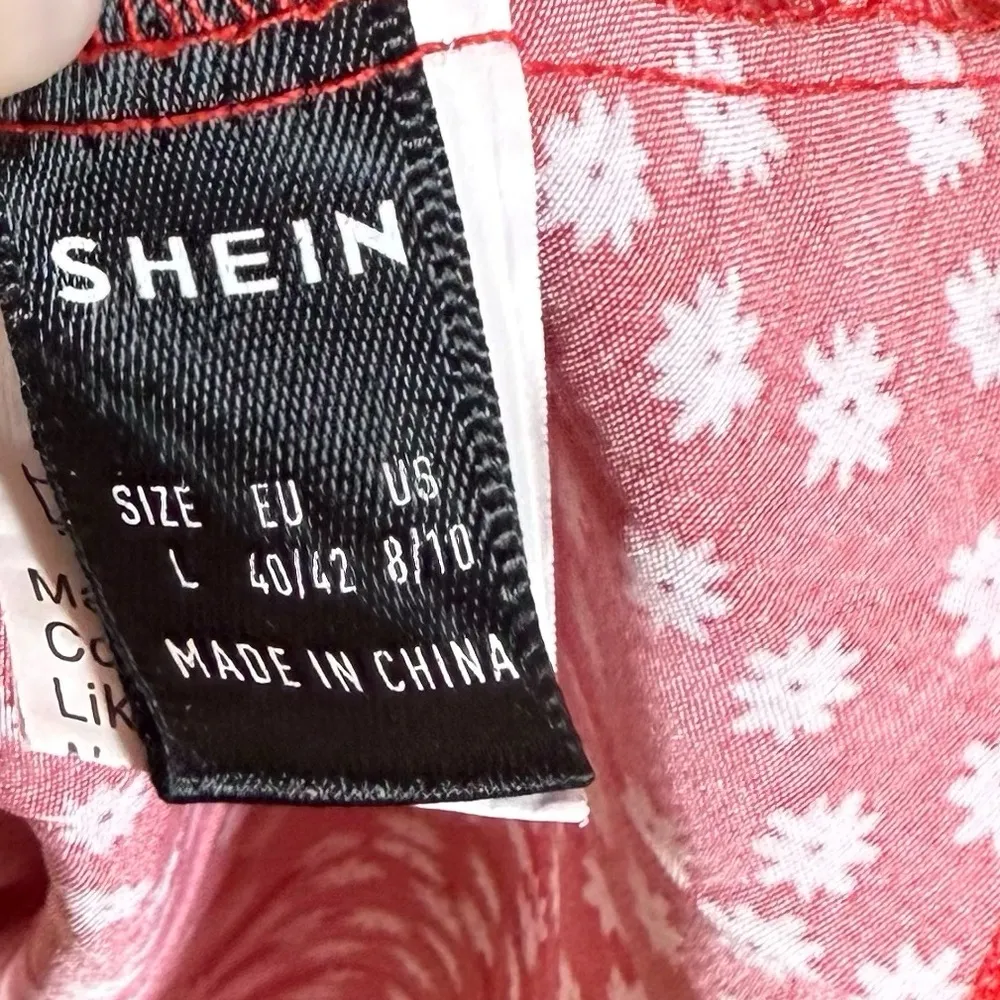 SHEIN
SIZE EU US
L 40/42 8/10
MADE IN CHINA